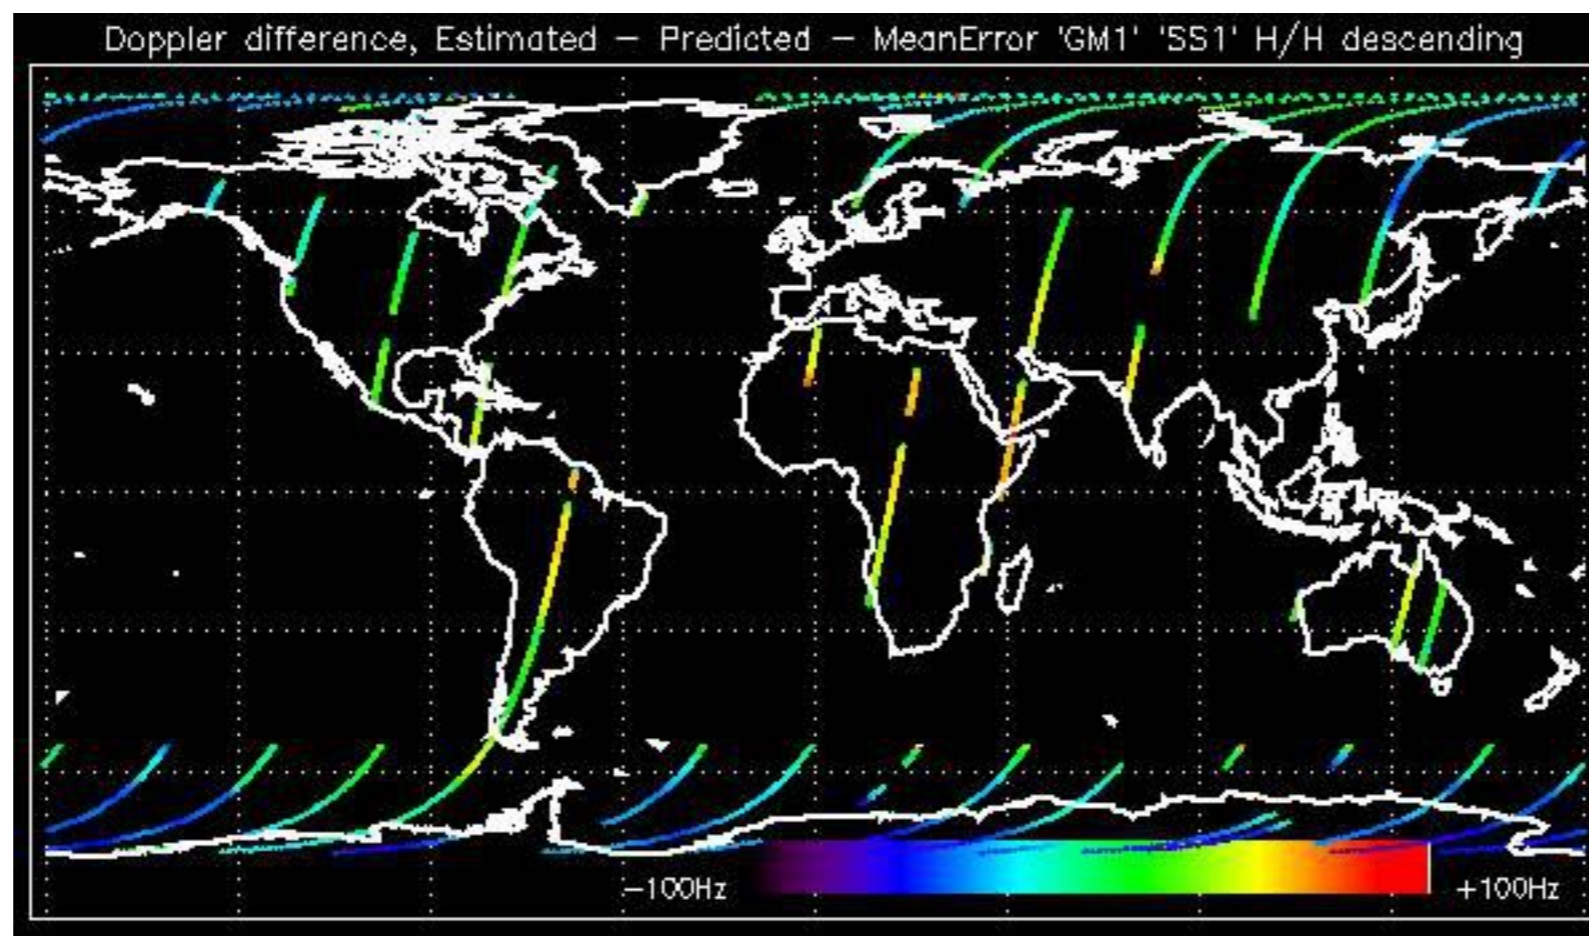 Doppler difference, Estimated – Predicted – MeanError 'GM1' 'SS1' H/H descending
–100Hz +100Hz